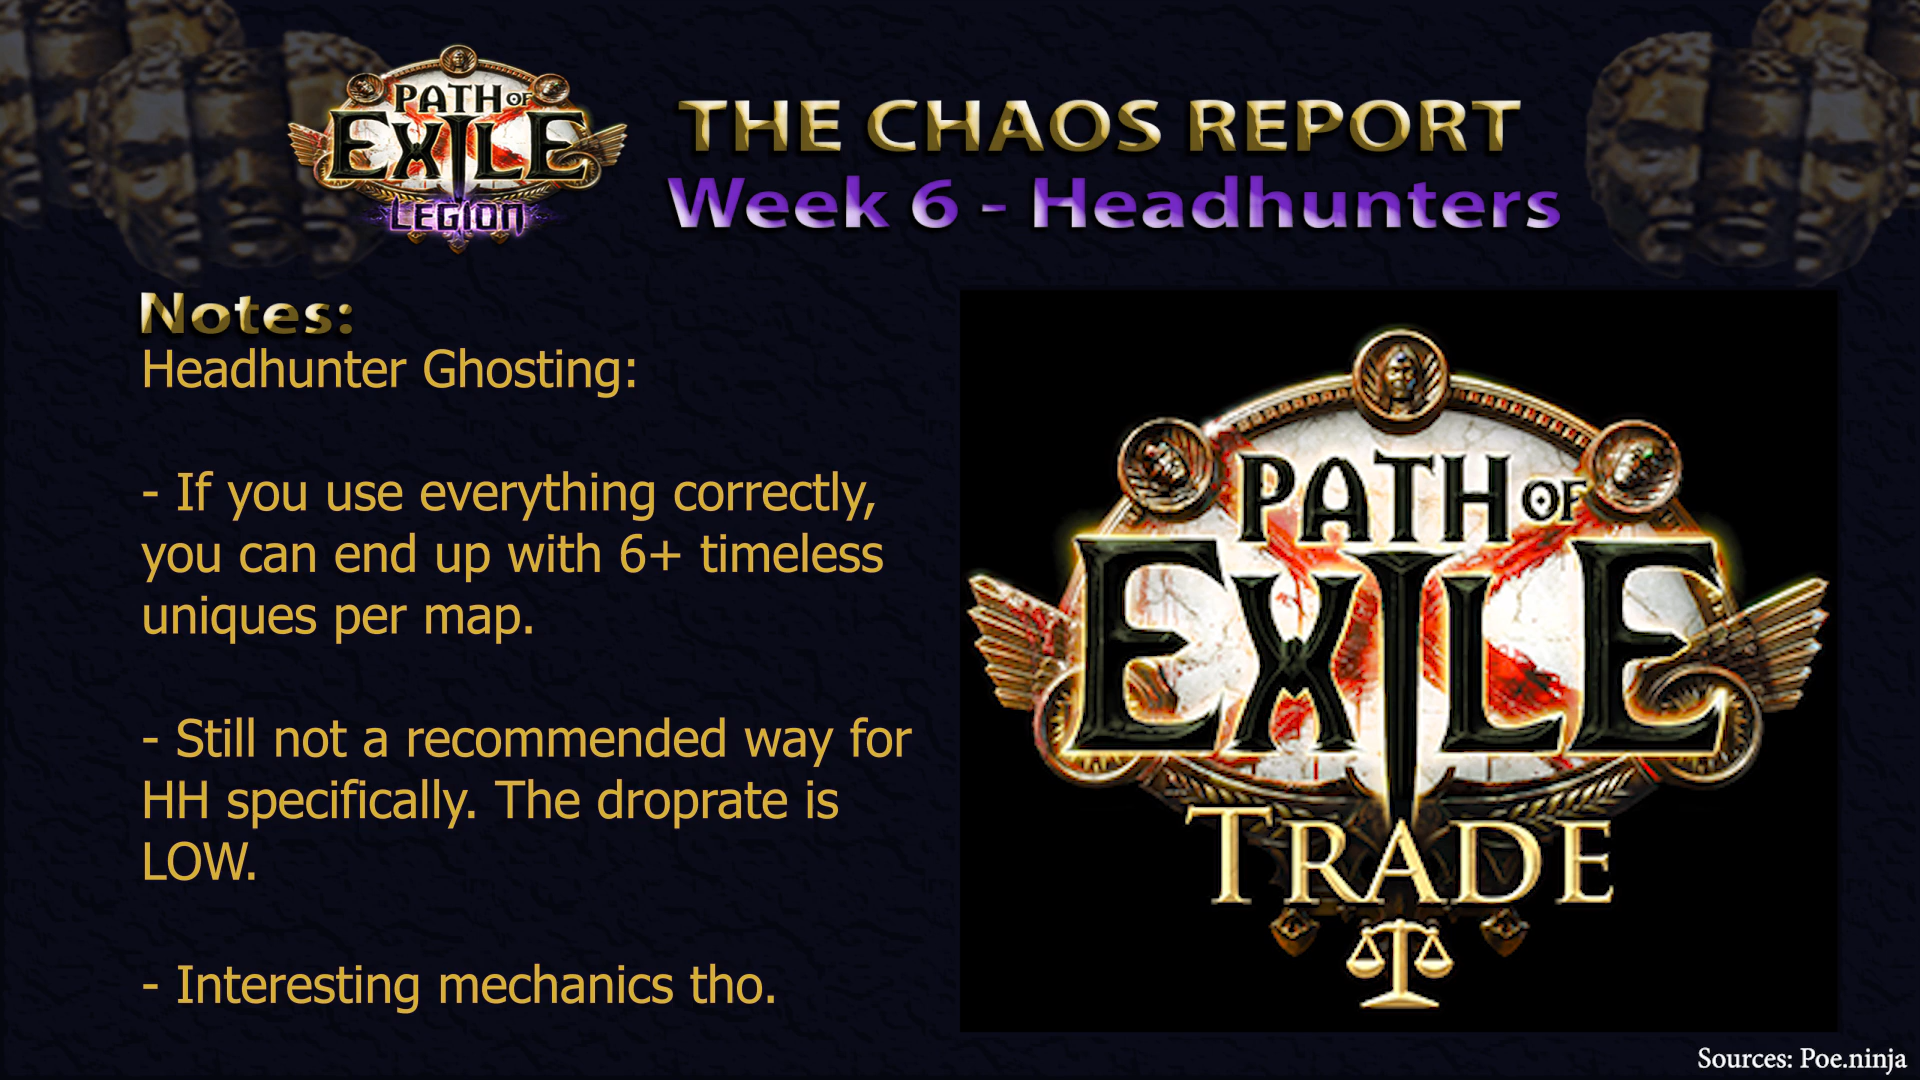 PATH OF
EXILE
LEGION
THE CHAOS REPORT
Week 6 - Headhunters
Notes:
Headhunter Ghosting:
- If you use everything correctly,
you can end up with 6+ timeless
uniques per map.
- Still not a recommended way for
HH specifically. The droprate is
LOW.
- Interesting mechanics tho.
PATH OF
EXILE
TRADE
Sources: Poe.ninja